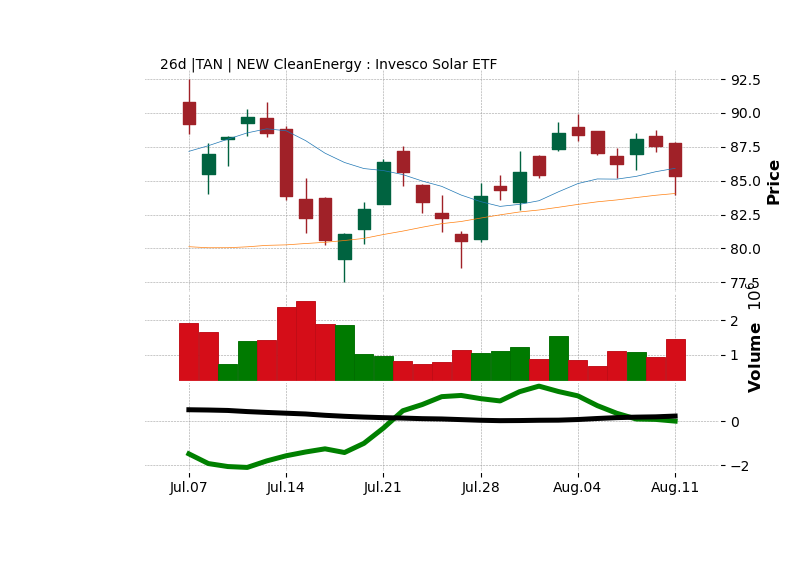 26d |TAN | NEW CleanEnergy : Invesco Solar ETF
92.5
90.0
87.5
85.0
82.5
80.0
77.5
Price
2
1
Volume 10^6
0
−2
Jul.07 Jul.14 Jul.21 Jul.28 Aug.04 Aug.11